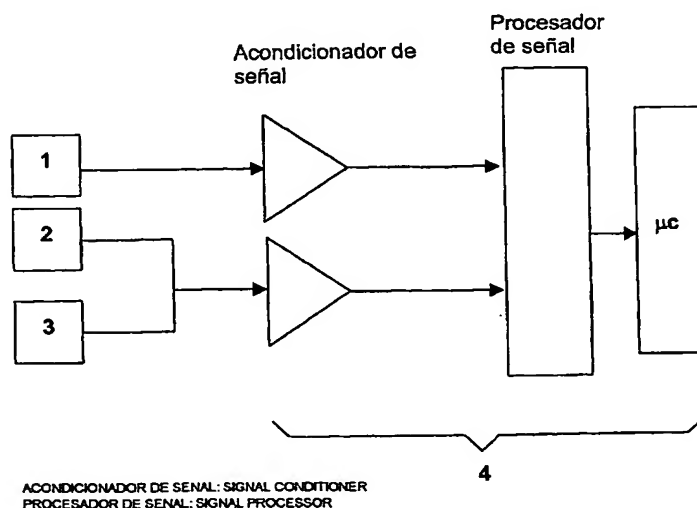 Procesador
de señal
Acondicionador de
señal
1
2
3
µc
4
ACONDICIONADOR DE SENAL: SIGNAL CONDITIONER
PROCESADOR DE SENAL: SIGNAL PROCESSOR